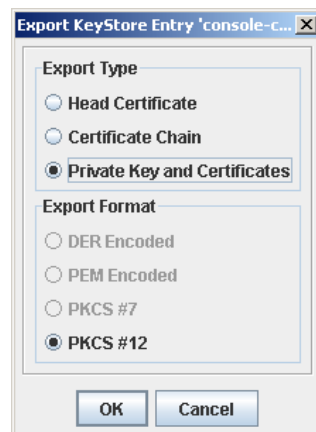 Export KeyStore Entry 'console-c...
Export Type
Head Certificate
Certificate Chain
Private Key and Certificates
Export Format
DER Encoded
PEM Encoded
PKCS #7
PKCS #12
OK Cancel